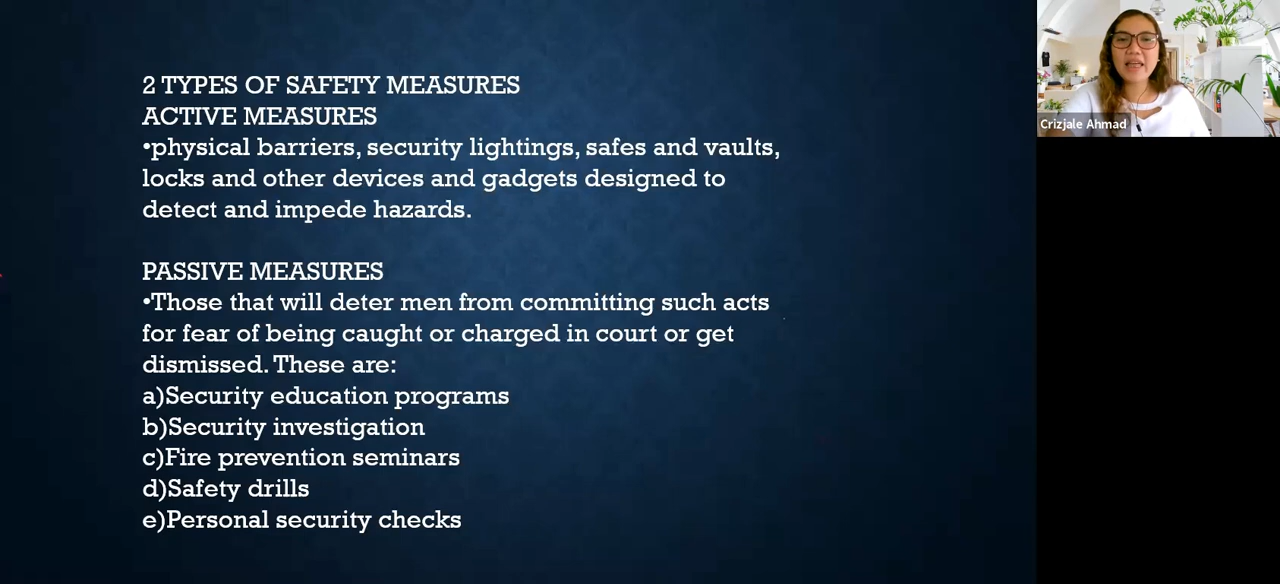 2 TYPES OF SAFETY MEASURES
ACTIVE MEASURES
•physical barriers, security lightings, safes and vaults,
locks and other devices and gadgets designed to
detect and impede hazards.
PASSIVE MEASURES
•Those that will deter men from committing such acts
for fear of being caught or charged in court or get
dismissed. These are:
a)Security education programs
b)Security investigation
c)Fire prevention seminars
d)Safety drills
e)Personal security checks
Crizjale Ahmad